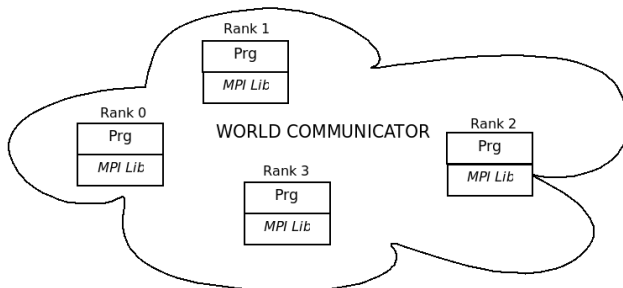 Rank 1
Prg
MPI Lib
Rank 0
Prg
MPI Lib
WORLD COMMUNICATOR
Rank 2
Prg
MPI Lib
Rank 3
Prg
MPI Lib